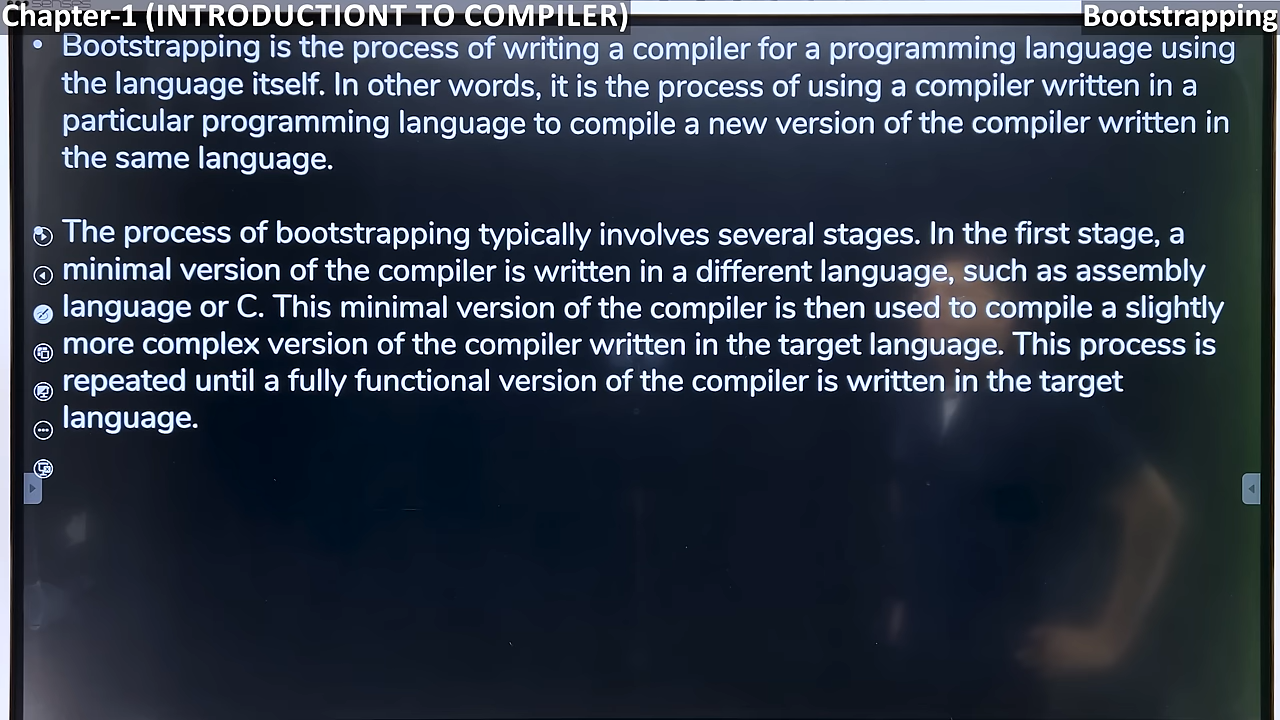 Chapter-1 (INTRODUCTIONT TO COMPILER)
Bootstrapping
• Bootstrapping is the process of writing a compiler for a programming language using
the language itself. In other words, it is the process of using a compiler written in a
particular programming language to compile a new version of the compiler written in
the same language.
The process of bootstrapping typically involves several stages. In the first stage, a
minimal version of the compiler is written in a different language, such as assembly
language or C. This minimal version of the compiler is then used to compile a slightly
more complex version of the compiler written in the target language. This process is
repeated until a fully functional version of the compiler is written in the target
language.